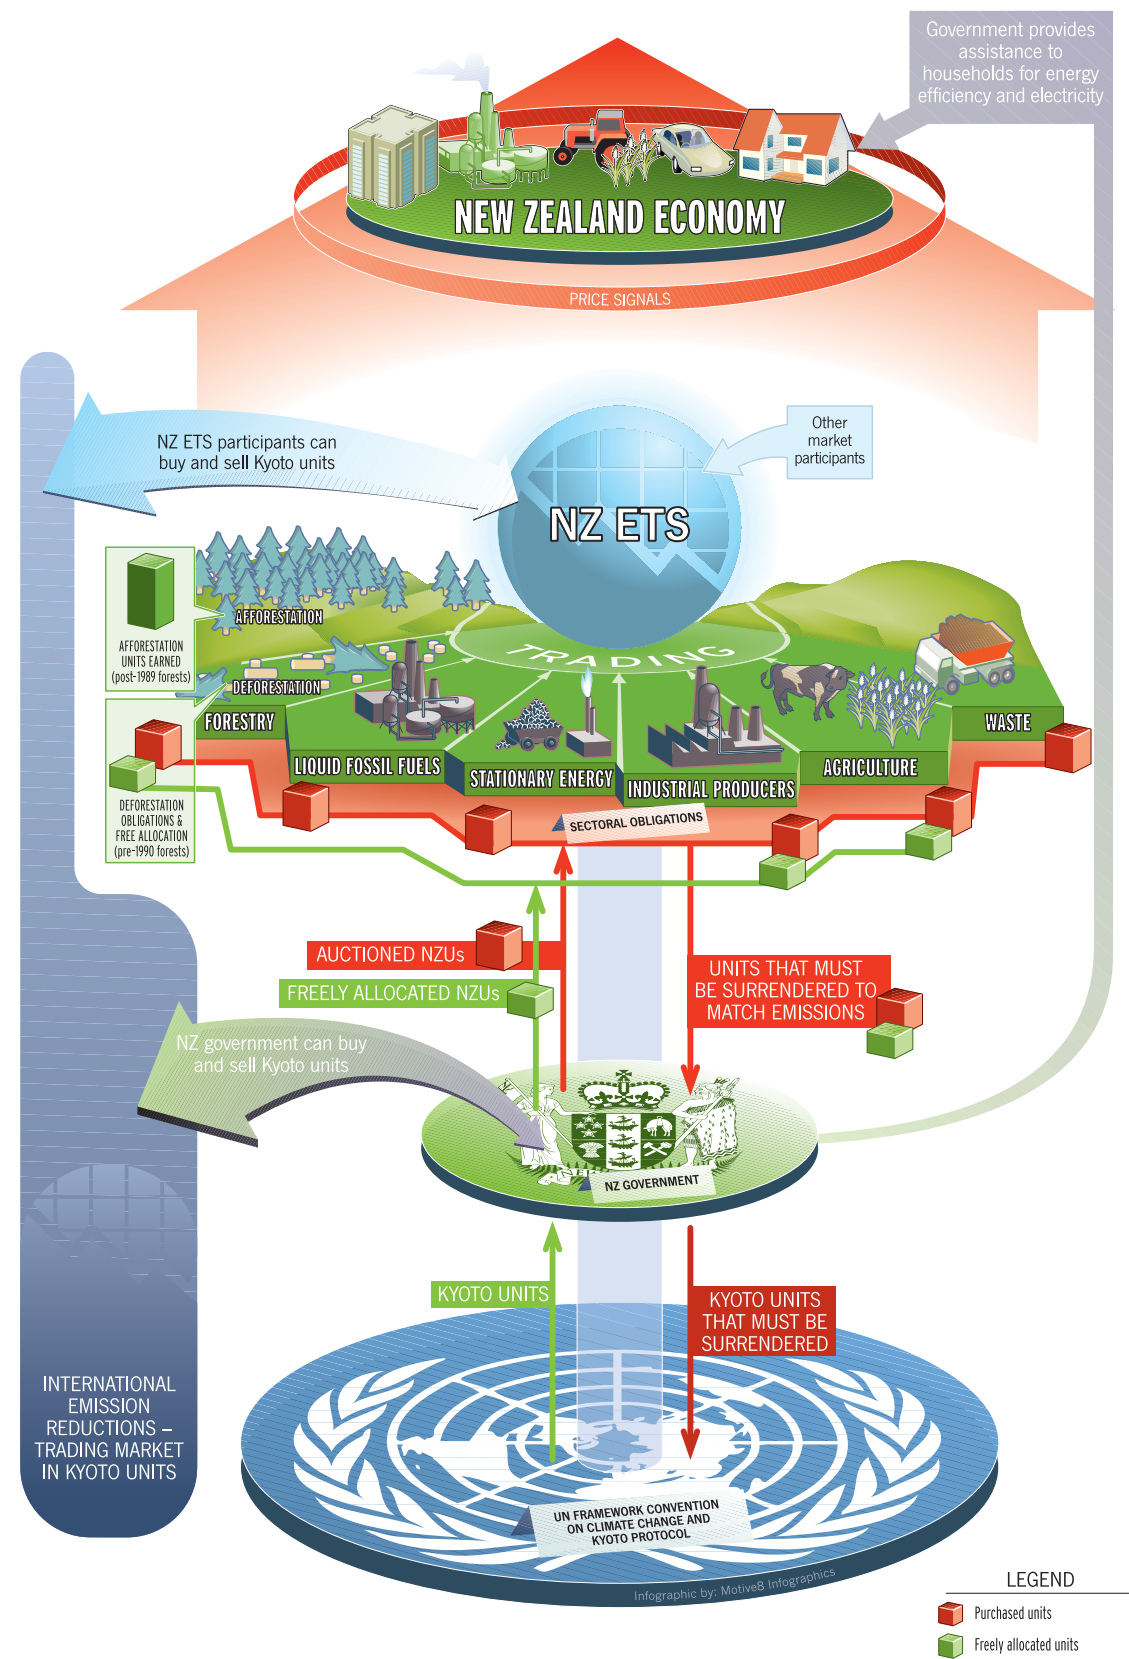 Government provides
assistance to
households for energy
efficiency and electricity
NEW ZEALAND ECONOMY
PRICE SIGNALS
NZ ETS participants can
buy and sell Kyoto units
Other
market
participants
NZ ETS
TRADING
AFFORESTATION
AFFORESTATION
UNITS EARNED
(post-1989 forests)
DEFORESTATION
FORESTRY
LIQUID FOSSIL FUELS
STATIONARY ENERGY
INDUSTRIAL PRODUCERS
AGRICULTURE
WASTE
DEFORESTATION
OBLIGATIONS &
FREE ALLOCATION
(pre-1990 forests)
SECTORAL OBLIGATIONS
AUCTIONED NZUs
FREELY ALLOCATED NZUs
UNITS THAT MUST
BE SURRENDERED TO
MATCH EMISSIONS
NZ government can buy
and sell Kyoto units
NZ GOVERNMENT
KYOTO UNITS
KYOTO UNITS
THAT MUST BE
SURRENDERED
INTERNATIONAL
EMISSION
REDUCTIONS –
TRADING MARKET
IN KYOTO UNITS
UN FRAMEWORK CONVENTION
ON CLIMATE CHANGE AND
KYOTO PROTOCOL
Infographic by: Motive8 Infographics
LEGEND
Purchased units
Freely allocated units